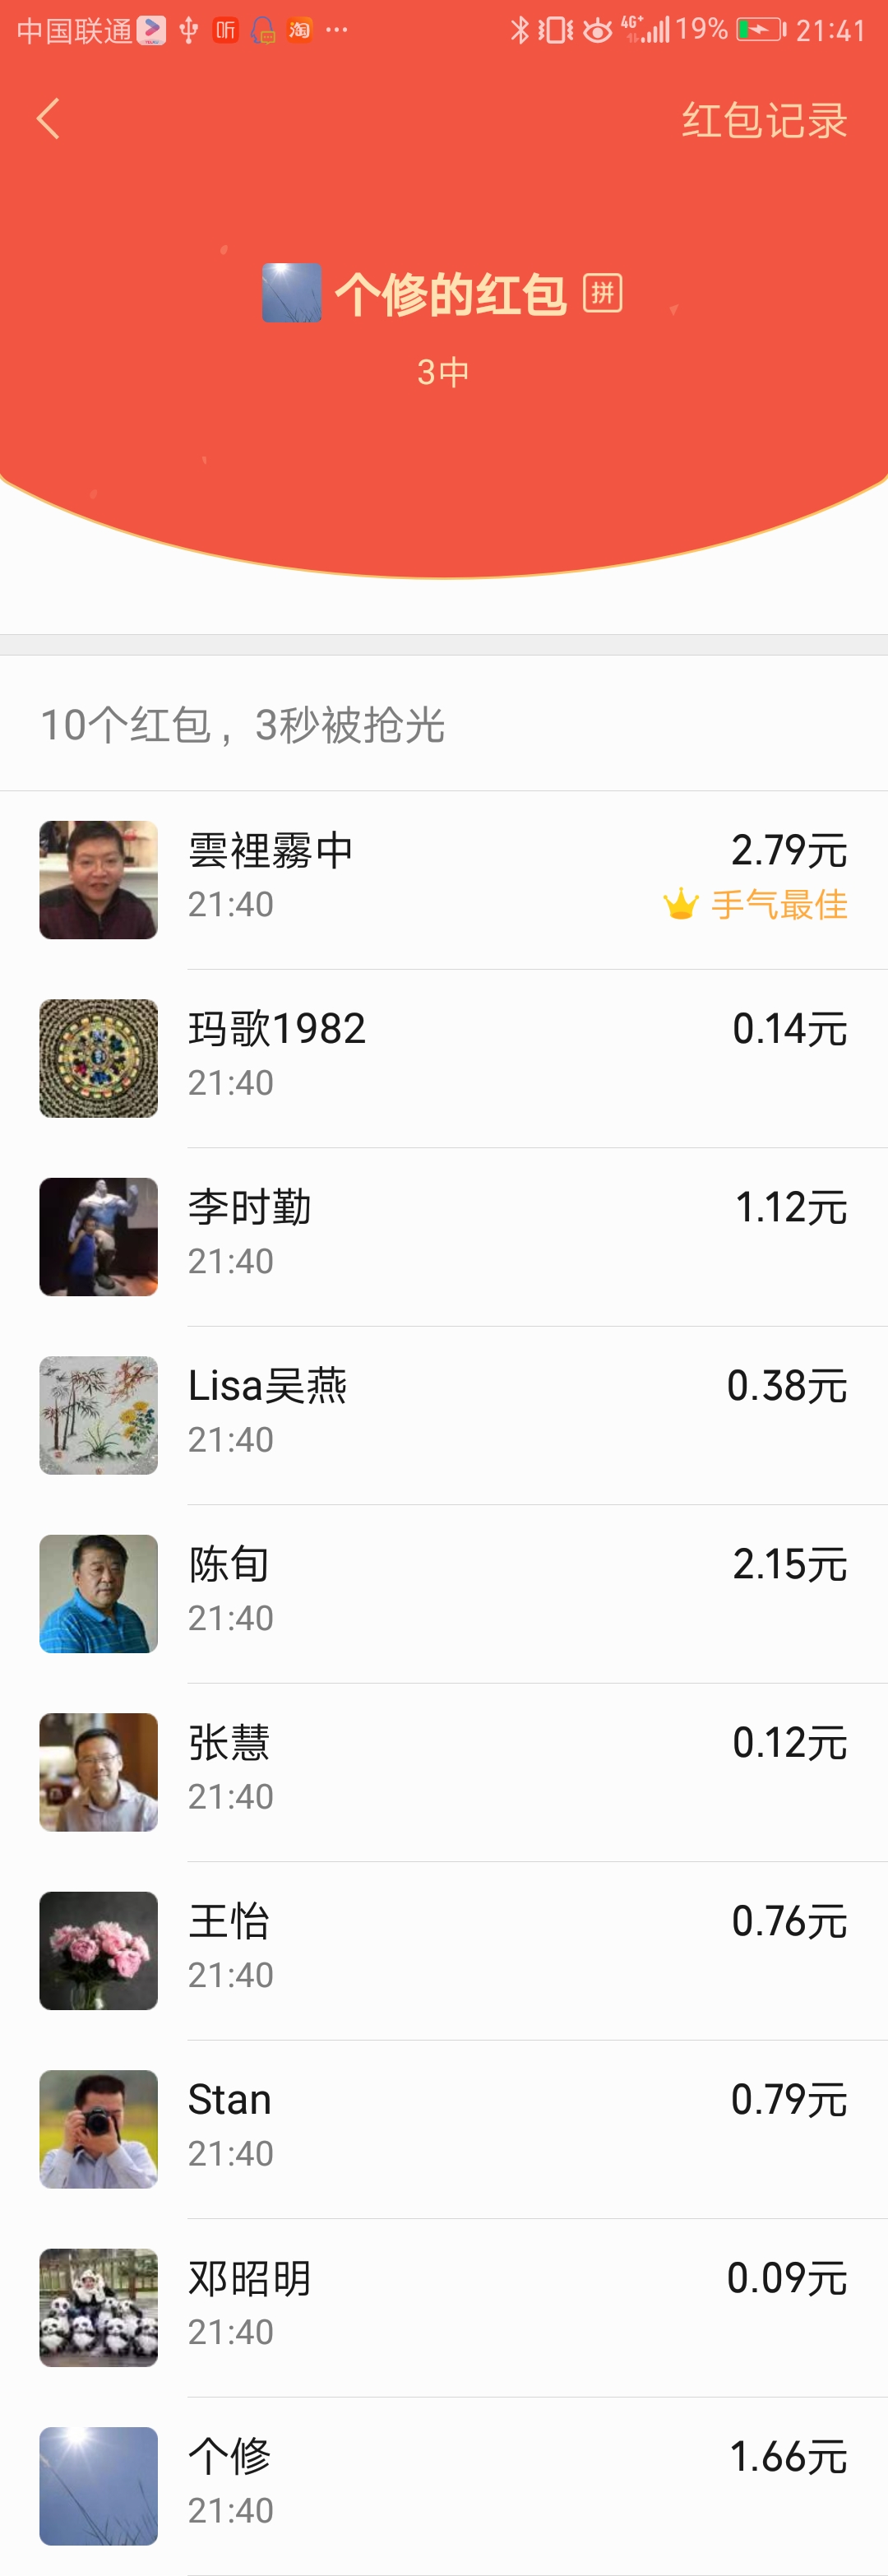 中国联通 听 淘 ... 4G+ 19% 21:41
红包记录
个修的红包 拼
3中
10个红包，3秒被抢光
雲裡霧中 2.79元
21:40 手气最佳
玛歌1982 0.14元
21:40
李时勤 1.12元
21:40
Lisa吴燕 0.38元
21:40
陈旬 2.15元
21:40
张慧 0.12元
21:40
王怡 0.76元
21:40
Stan 0.79元
21:40
邓昭明 0.09元
21:40
个修 1.66元
21:40